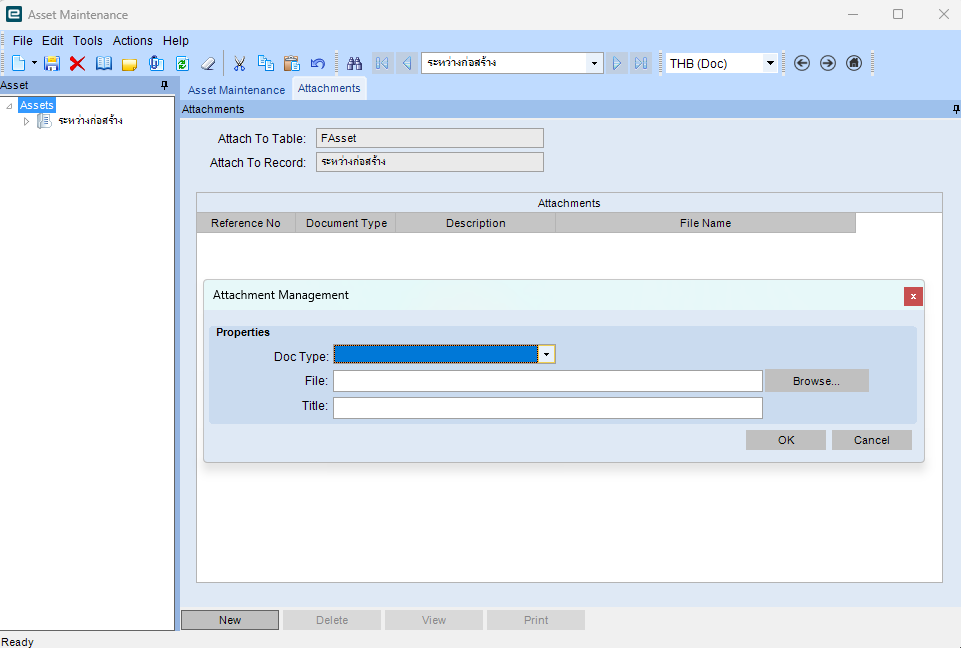 Asset Maintenance
File Edit Tools Actions Help
ระหว่างก่อสร้าง THB (Doc)
Asset
Assets
ระหว่างก่อสร้าง
Asset Maintenance Attachments
Attachments
Attach To Table: FAsset
Attach To Record: ระหว่างก่อสร้าง
Attachments
Reference No Document Type Description File Name
Attachment Management
x
Properties
Doc Type:
File: Browse...
Title:
OK Cancel
New Delete View Print
Ready